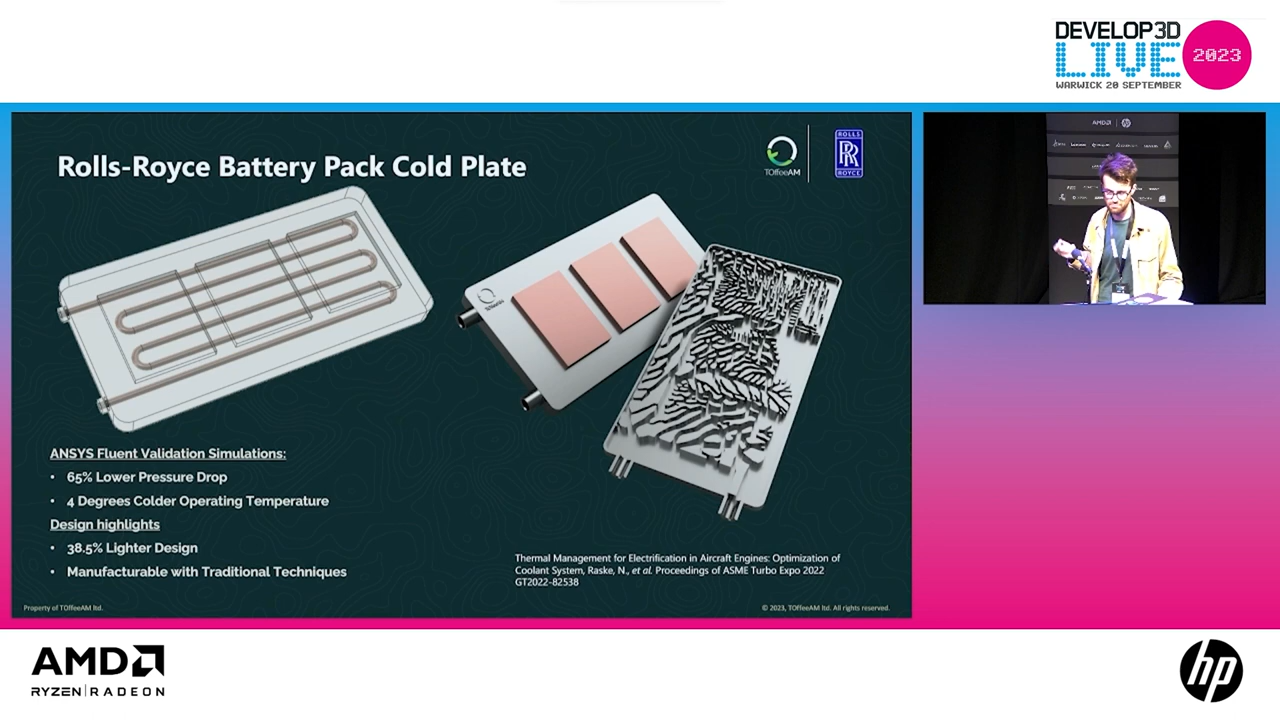 DEVELOP3D
LIVE
2023
WARWICK 20 SEPTEMBER
Rolls-Royce Battery Pack Cold Plate
TOffeeAM
ROLLS
RR
ROYCE
AMD
hp
ANSYS Fluent Validation Simulations:
• 65% Lower Pressure Drop
• 4 Degrees Colder Operating Temperature
Design highlights
• 38.5% Lighter Design
• Manufacturable with Traditional Techniques
Thermal Management for Electrification in Aircraft Engines: Optimization of
Coolant System, Raske, N., et al. Proceedings of ASME Turbo Expo 2022
GT2022-82538
Property of TOffeeAM ltd.
© 2023, TOffeeAM ltd. All rights reserved.
AMD
RYZEN | RADEON
hp